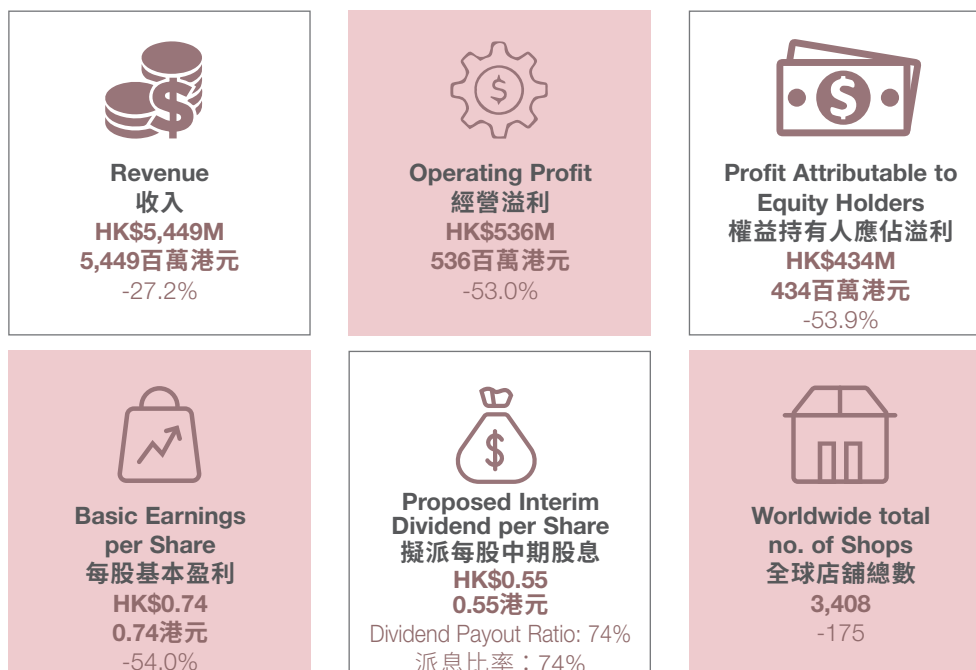 Revenue
收入
HK$5,449M
5,449百萬港元
-27.2%
Operating Profit
經營溢利
HK$536M
536百萬港元
-53.0%
Profit Attributable to
Equity Holders
權益持有人應佔溢利
HK$434M
434百萬港元
-53.9%
Basic Earnings
per Share
每股基本盈利
HK$0.74
0.74港元
-54.0%
Proposed Interim
Dividend per Share
擬派每股中期股息
HK$0.55
0.55港元
Dividend Payout Ratio: 74%
派息比率：74%
Worldwide total
no. of Shops
全球店舖總數
3,408
-175